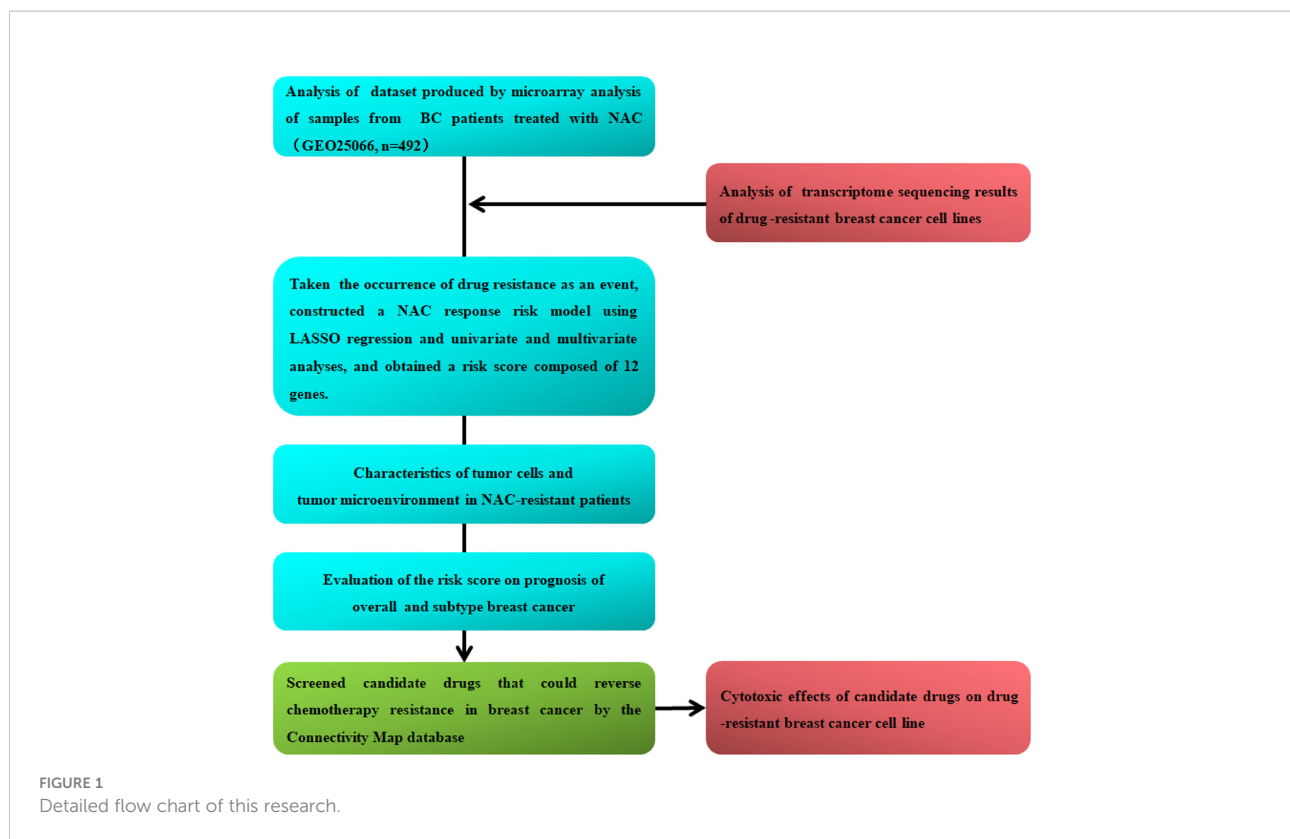 Analysis of dataset produced by microarray analysis
of samples from BC patients treated with NAC
（GEO25066, n=492）
Analysis of transcriptome sequencing results
of drug -resistant breast cancer cell lines
Taken the occurrence of drug resistance as an event,
constructed a NAC response risk model using
LASSO regression and univariate and multivariate
analyses, and obtained a risk score composed of 12
genes.
Characteristics of tumor cells and
tumor microenvironment in NAC-resistant patients
Evaluation of the risk score on prognosis of
overall and subtype breast cancer
Screened candidate drugs that could reverse
chemotherapy resistance in breast cancer by the
Connectivity Map database
Cytotoxic effects of candidate drugs on drug
-resistant breast cancer cell line
FIGURE 1
Detailed flow chart of this research.